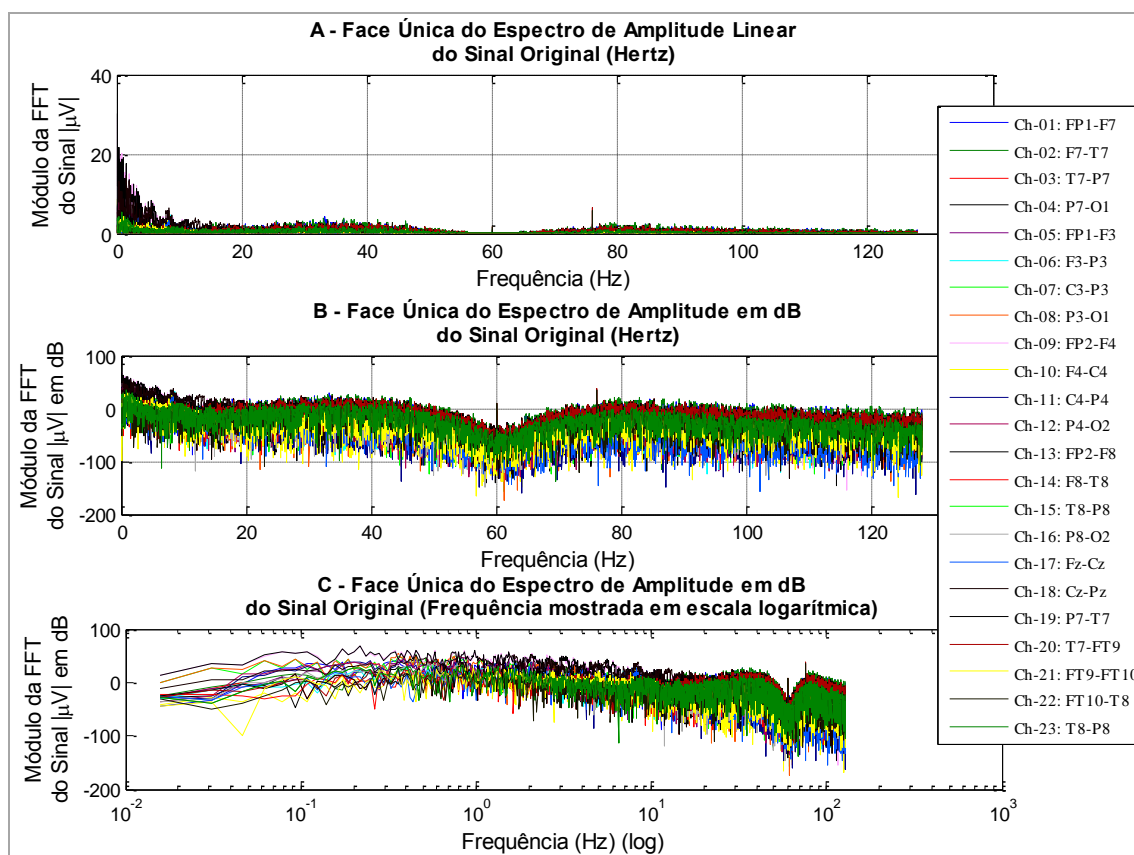 A - Face Única do Espectro de Amplitude Linear
do Sinal Original (Hertz)
Módulo da FFT
do Sinal |µV|
40
20
0
0 20 40 60 80 100 120
Frequência (Hz)
B - Face Única do Espectro de Amplitude em dB
do Sinal Original (Hertz)
Módulo da FFT
do Sinal |µV| em dB
100
0
-100
-200
0 20 40 60 80 100 120
Frequência (Hz)
C - Face Única do Espectro de Amplitude em dB
do Sinal Original (Frequência mostrada em escala logarítmica)
Módulo da FFT
do Sinal |µV| em dB
100
0
-100
-200
10^-2 10^-1 10^0 10^1 10^2 10^3
Frequência (Hz) (log)
Ch-01: FP1-F7
Ch-02: F7-T7
Ch-03: T7-P7
Ch-04: P7-O1
Ch-05: FP1-F3
Ch-06: F3-P3
Ch-07: C3-P3
Ch-08: P3-O1
Ch-09: FP2-F4
Ch-10: F4-C4
Ch-11: C4-P4
Ch-12: P4-O2
Ch-13: FP2-F8
Ch-14: F8-T8
Ch-15: T8-P8
Ch-16: P8-O2
Ch-17: Fz-Cz
Ch-18: Cz-Pz
Ch-19: P7-T7
Ch-20: T7-FT9
Ch-21: FT9-FT10
Ch-22: FT10-T8
Ch-23: T8-P8